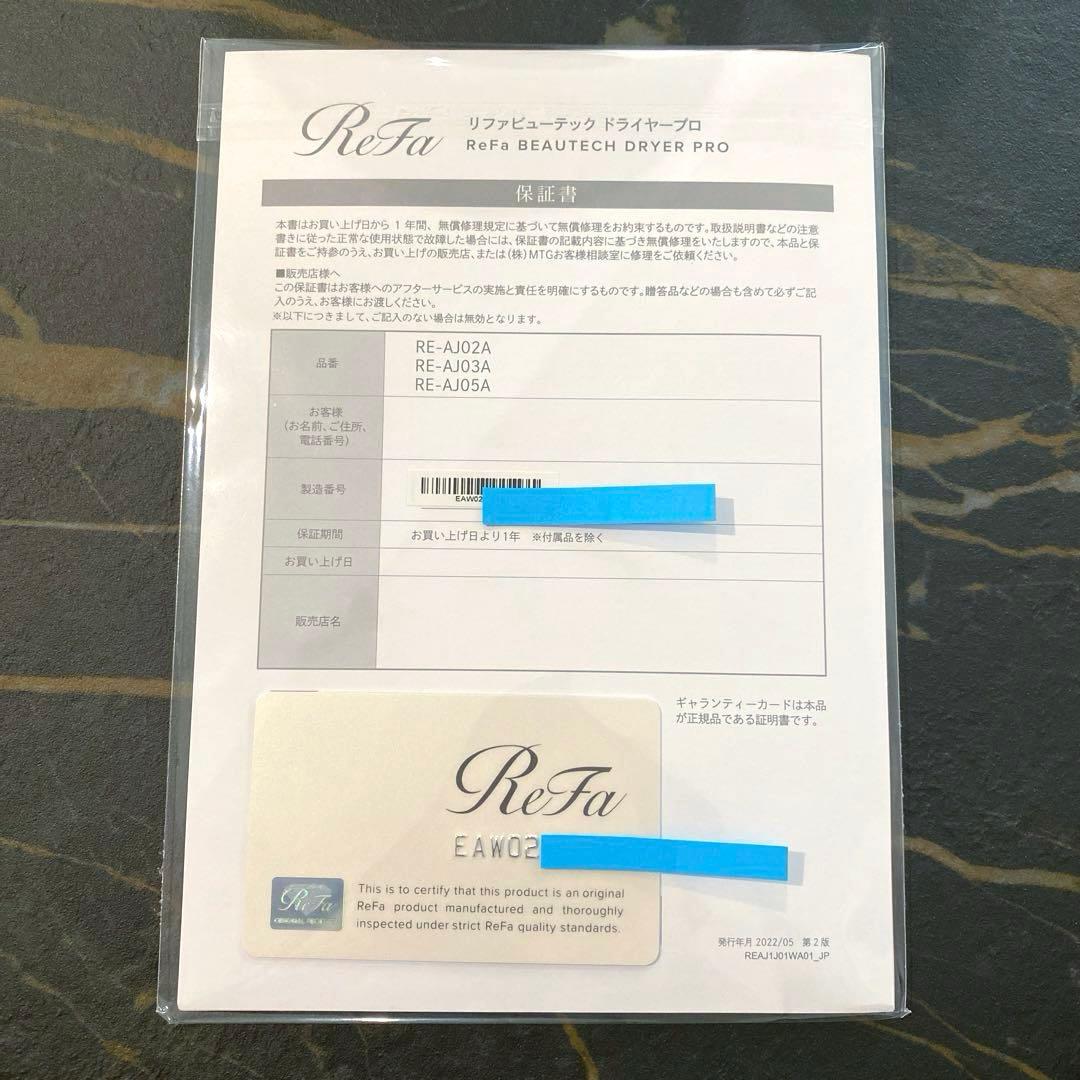 ReFa
リファビューテック ドライヤープロ
ReFa BEAUTECH DRYER PRO
保証書
本書はお買い上げ日から 1 年間、無償修理規定に基づいて無償修理をお約束するものです。取扱説明書などの注意
書きに従った正常な使用状態で故障した場合には、保証書の記載内容に基づき無償修理をいたしますので、本品と保
証書をご持参のうえ、お買い上げの販売店、または(株)MTGお客様相談室に修理をご依頼ください。
■販売店様へ
この保証書はお客様へのアフターサービスの実施と責任を明確にするものです。贈答品などの場合も含めて必ずご記
入のうえ、お客様にお渡しください。
※以下につきまして、ご記入のない場合は無効となります。
品番
RE-AJ02A
RE-AJ03A
RE-AJ05A
お客様
(お名前、ご住所、
電話番号)
製造番号
EAW02
保証期間
お買い上げ日より1年 ※付属品を除く
お買い上げ日
販売店名
ギャランティーカードは本品
が正規品である証明書です。
ReFa
EAW02
ReFa
This is to certify that this product is an original
ReFa product manufactured and thoroughly
inspected under strict ReFa quality standards.
発行年月 2022/05 第2版
REAJ1J01WA01_JP